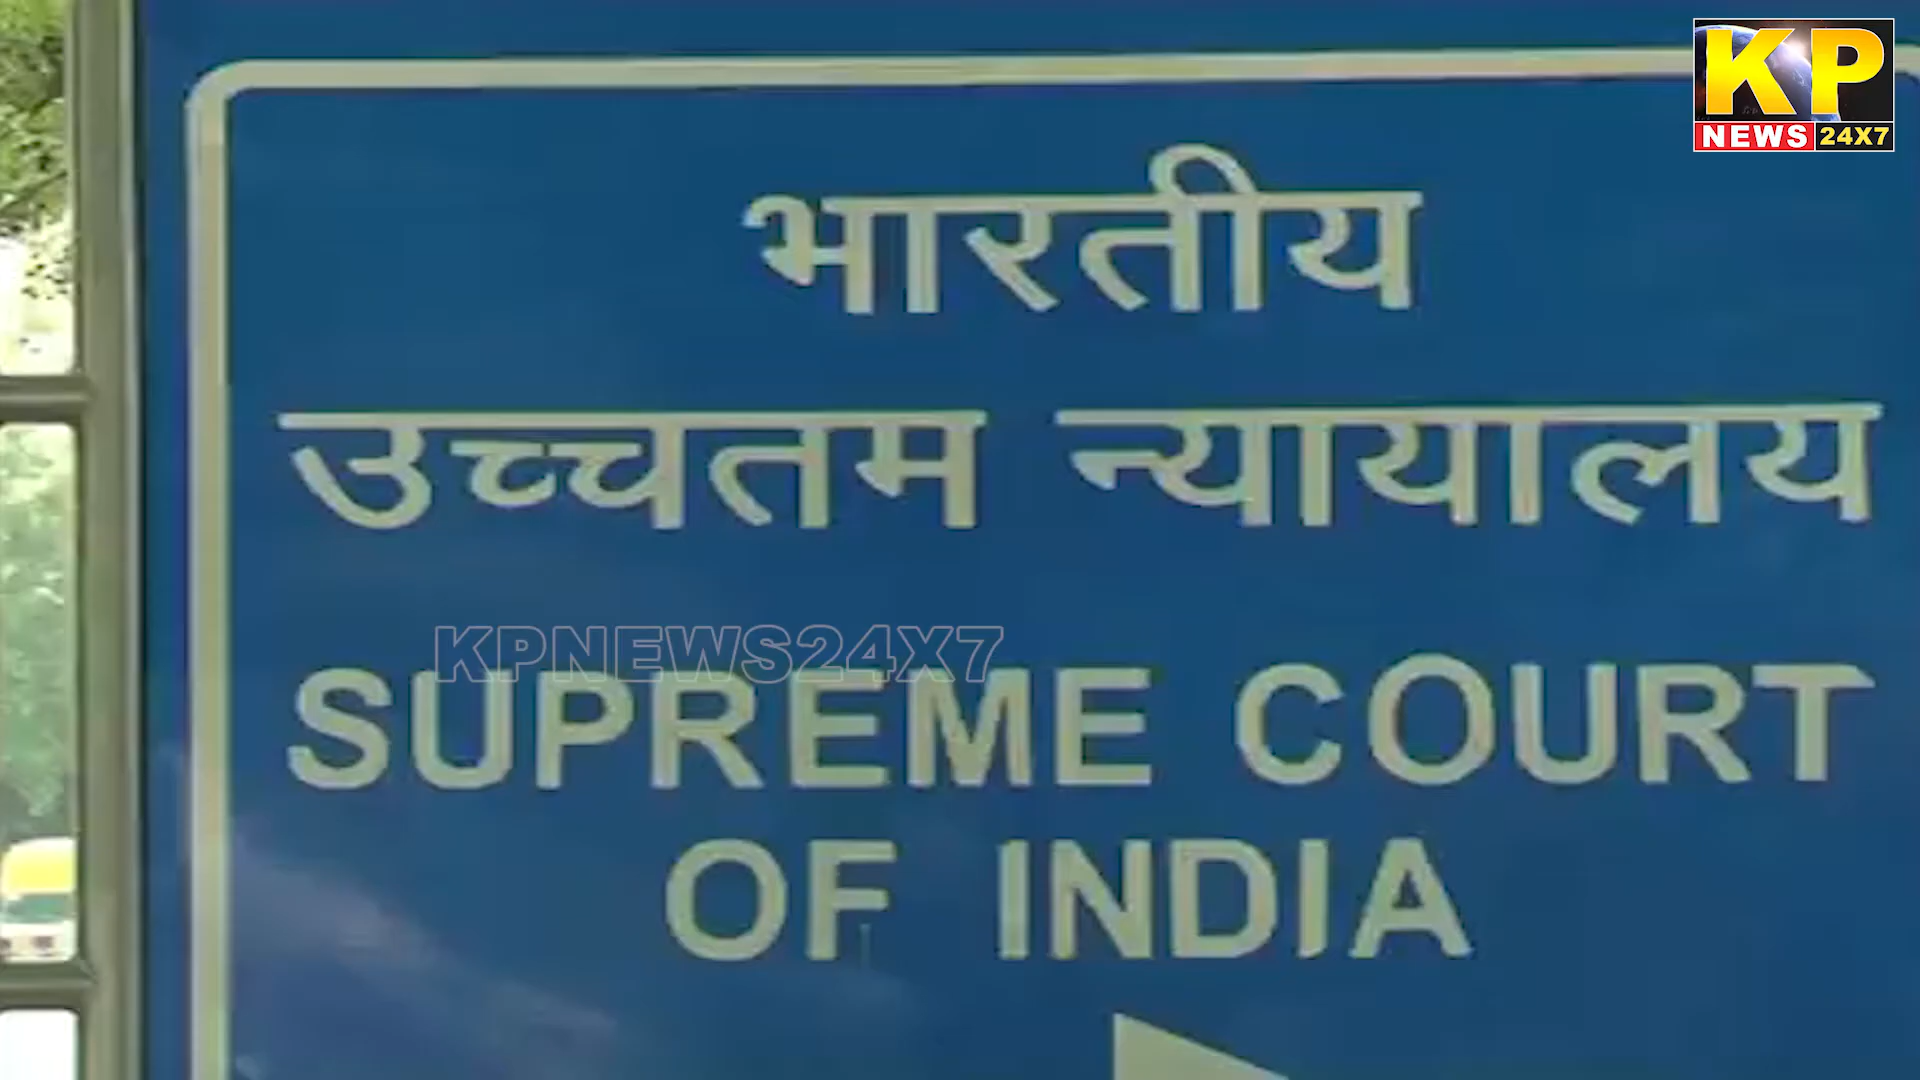 KP
NEWS 24X7
भारतीय
उच्चतम न्यायालय
KPNEWS24X7
SUPREME COURT
OF INDIA